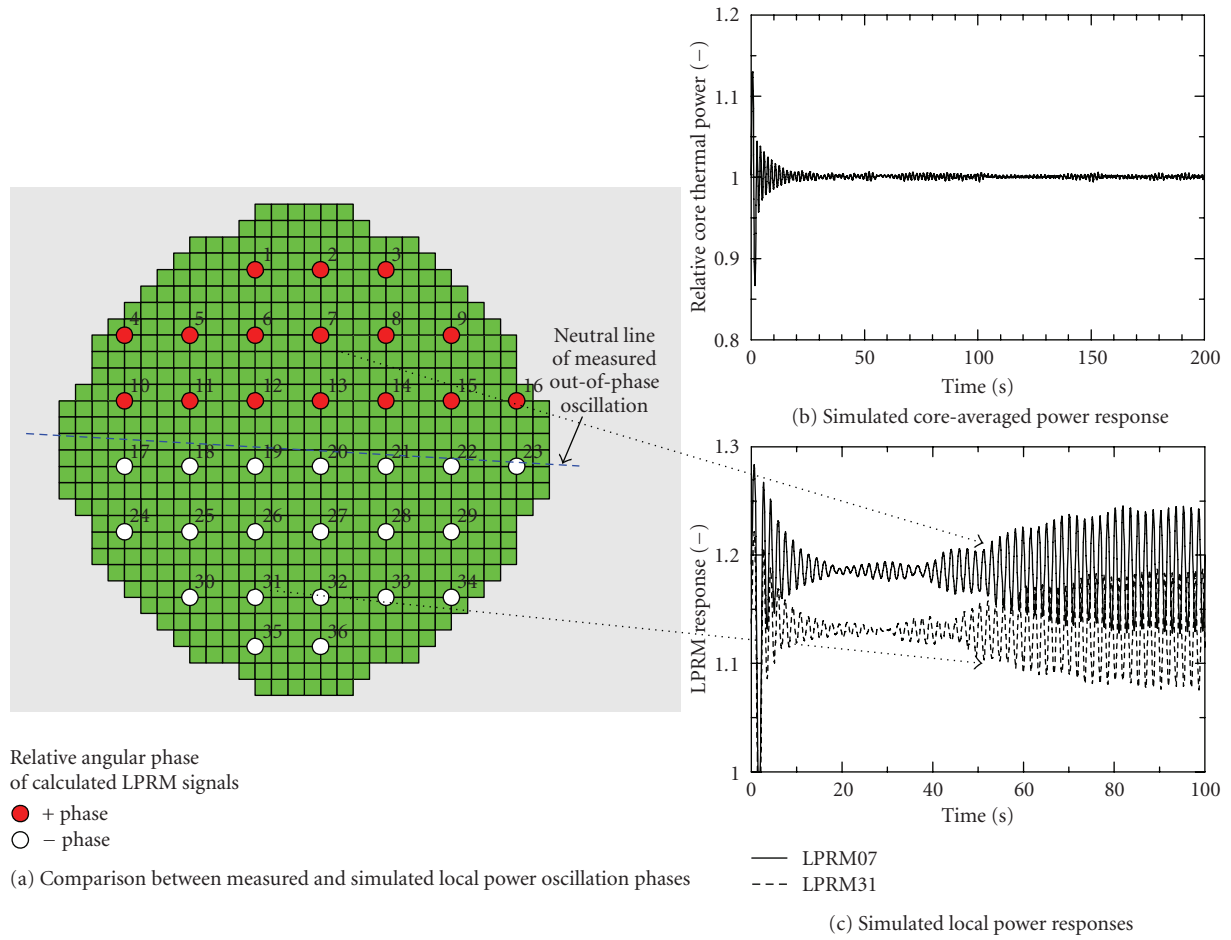 1 2 3
4 5 6 7 8 9
10 11 12 13 14 15 16
17 18 19 20 21 22 23
24 25 26 27 28 29
30 31 32 33 34
35 36
Neutral line
of measured
out-of-phase
oscillation
Relative angular phase
of calculated LPRM signals
+ phase
− phase
(a) Comparison between measured and simulated local power oscillation phases
Relative core thermal power (−)
1.2
1.1
1
0.9
0.8
0 50 100 150 200
Time (s)
(b) Simulated core-averaged power response
LPRM response (−)
1.3
1.2
1.1
1
0 20 40 60 80 100
Time (s)
LPRM07
LPRM31
(c) Simulated local power responses